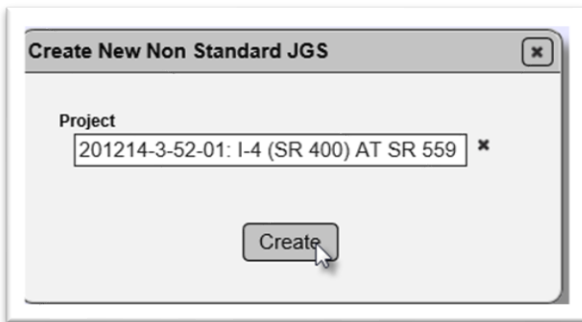 Create New Non Standard JGS
Project
201214-3-52-01: I-4 (SR 400) AT SR 559
Create